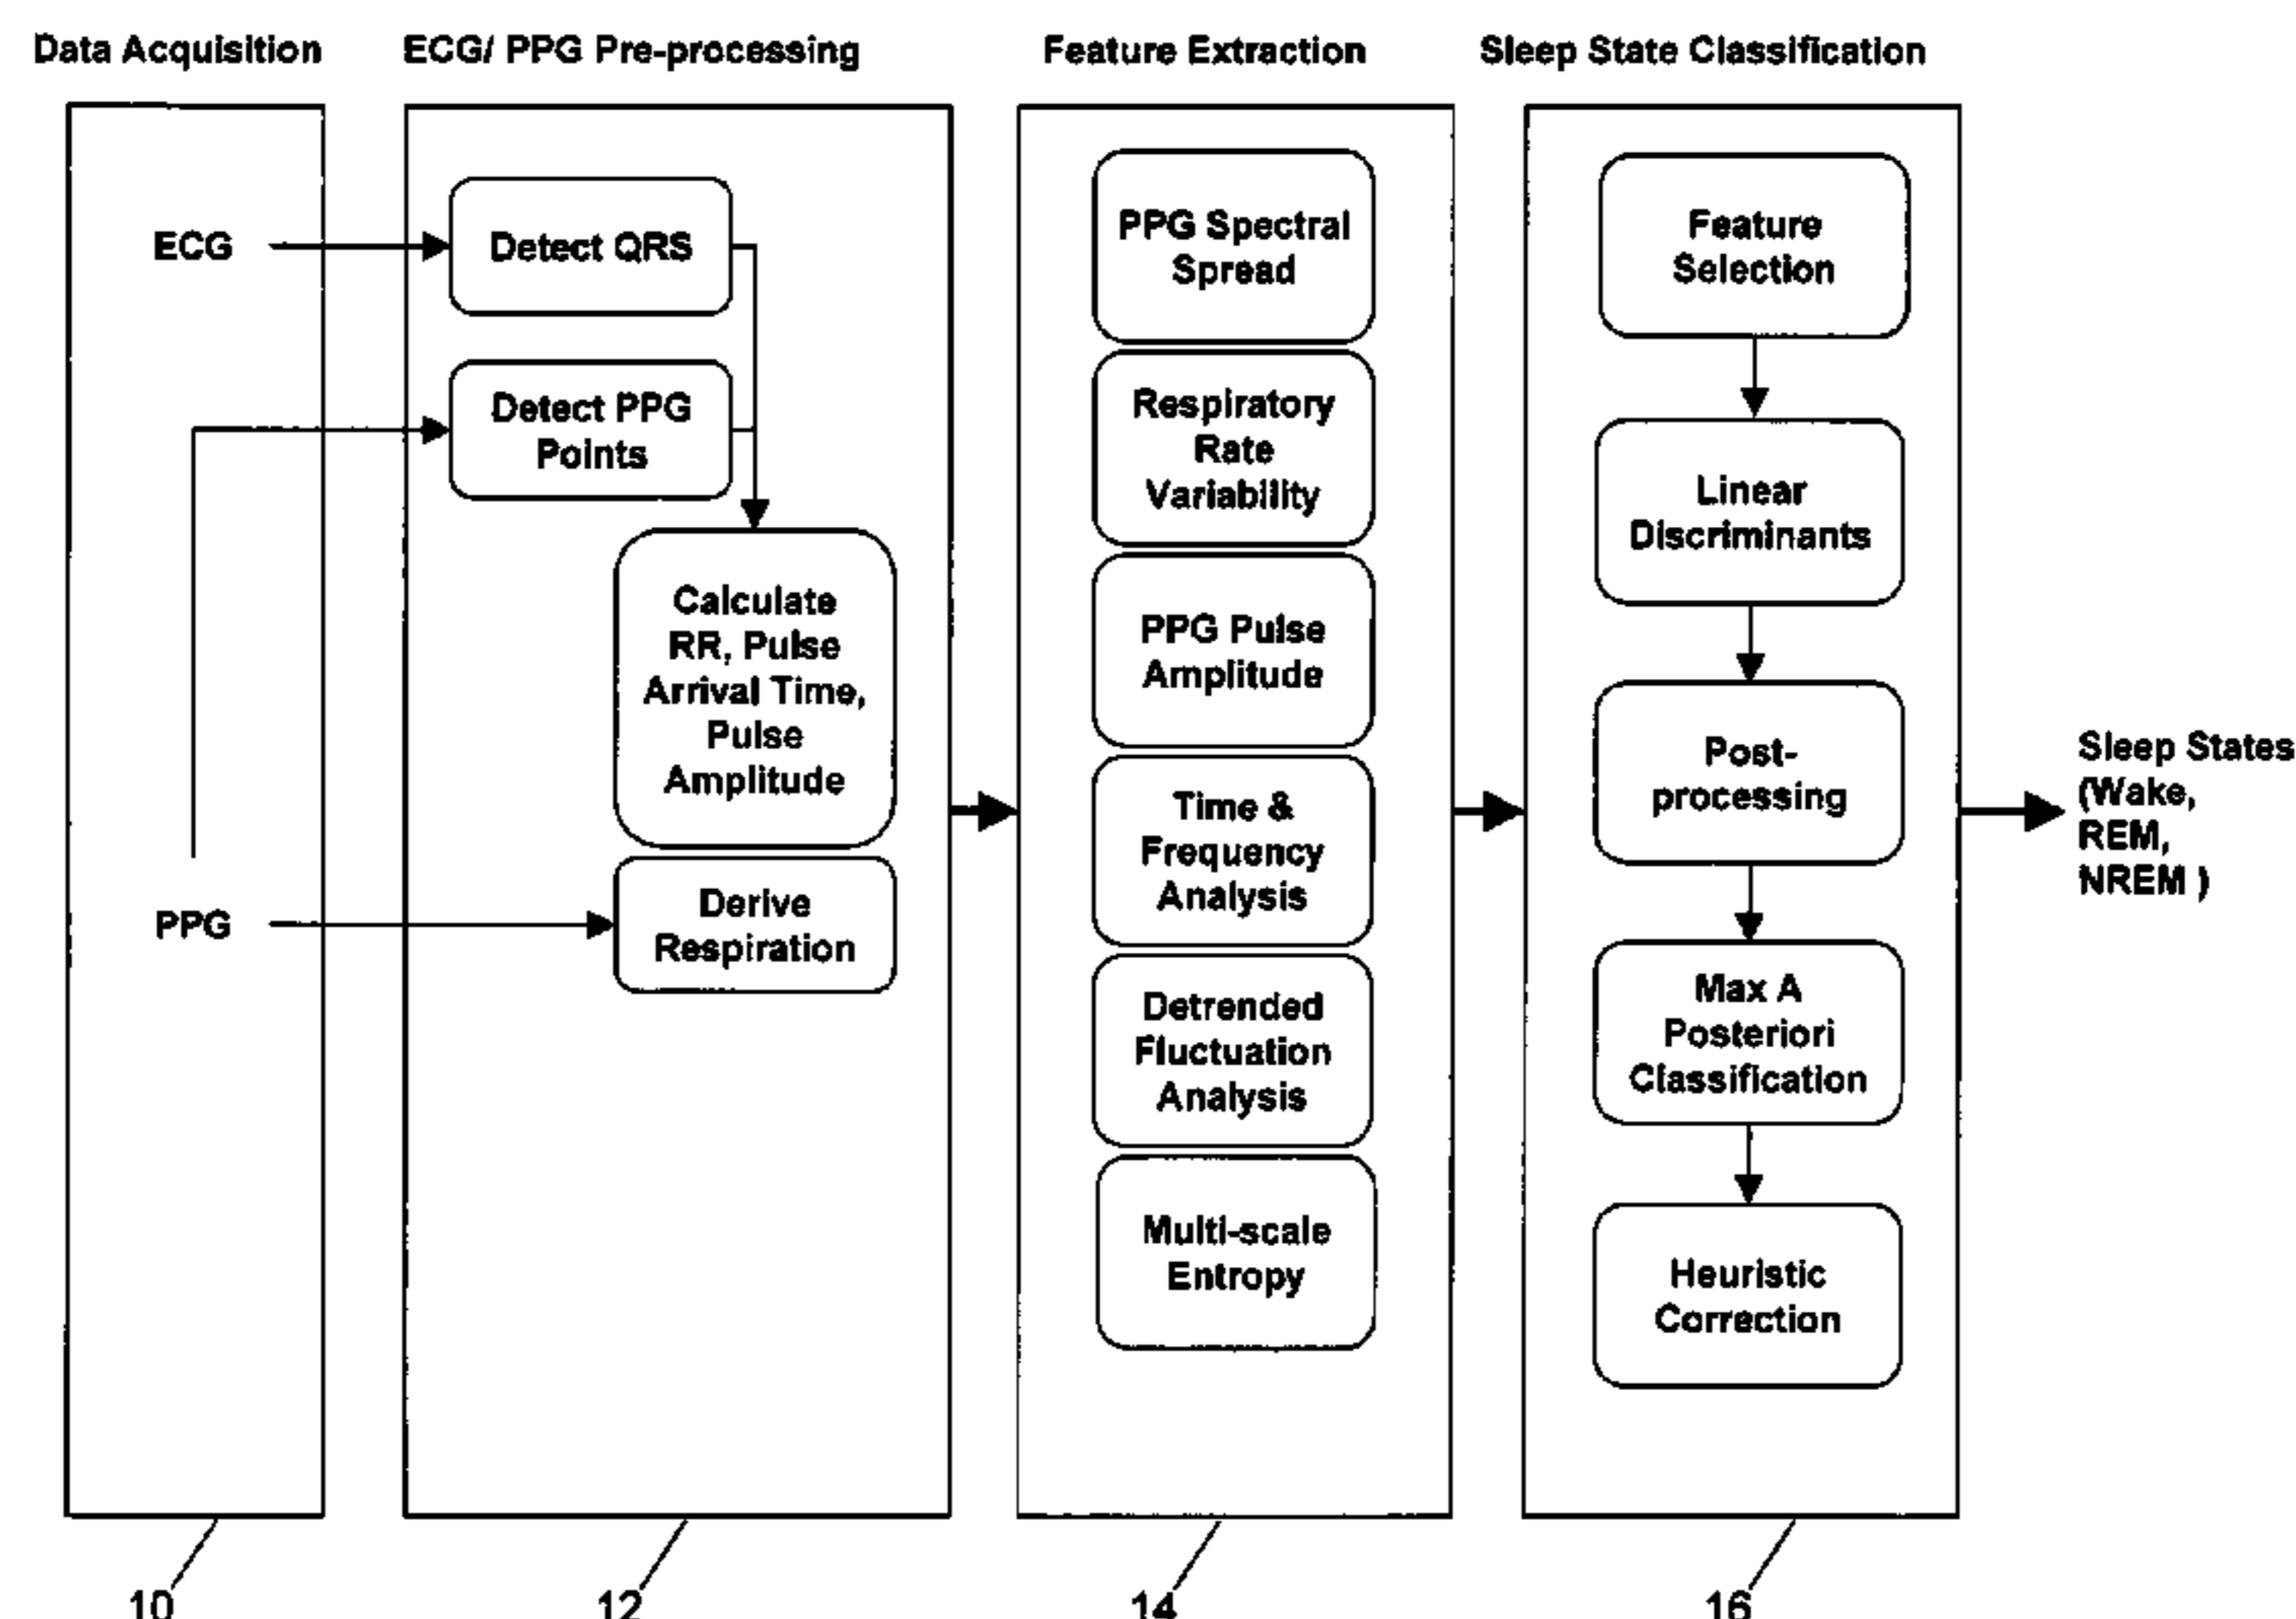 Data Acquisition
ECG/ PPG Pre-processing
Feature Extraction
Sleep State Classification
ECG
PPG
Detect QRS
Detect PPG
Points
Calculate
RR, Pulse
Arrival Time,
Pulse
Amplitude
Derive
Respiration
PPG Spectral
Spread
Respiratory
Rate
Variability
PPG Pulse
Amplitude
Time &
Frequency
Analysis
Detrended
Fluctuation
Analysis
Multi-scale
Entropy
Feature
Selection
Linear
Discriminants
Post-
processing
Max A
Posteriori
Classification
Heuristic
Correction
Sleep States
(Wake,
REM,
NREM )
10
12
14
16